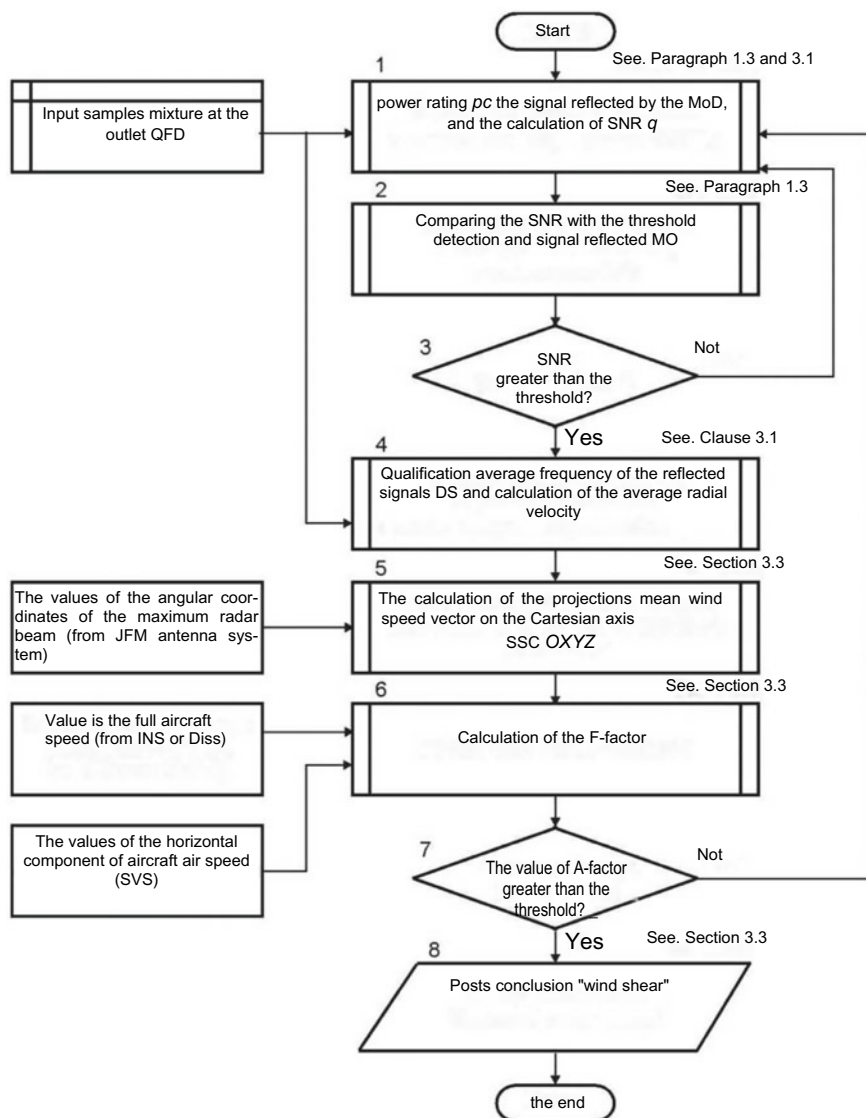 Start
See. Paragraph 1.3 and 3.1
1
Input samples mixture at the
outlet QFD
power rating pc the signal reflected by the MoD,
and the calculation of SNR q
See. Paragraph 1.3
2
Comparing the SNR with the threshold
detection and signal reflected MO
3
SNR
greater than the
threshold?
Not
Yes
See. Clause 3.1
4
Qualification average frequency of the reflected
signals DS and calculation of the average radial
velocity
See. Section 3.3
5
The values of the angular coor-
dinates of the maximum radar
beam (from JFM antenna sys-
tem)
The calculation of the projections mean wind
speed vector on the Cartesian axis
SSC OXYZ
See. Section 3.3
6
Value is the full aircraft
speed (from INS or Diss)
Calculation of the F-factor
The values of the horizontal
component of aircraft air speed
(SVS)
7
The value of A-factor
greater than the
threshold?
Not
Yes
See. Section 3.3
8
Posts conclusion "wind shear"
the end